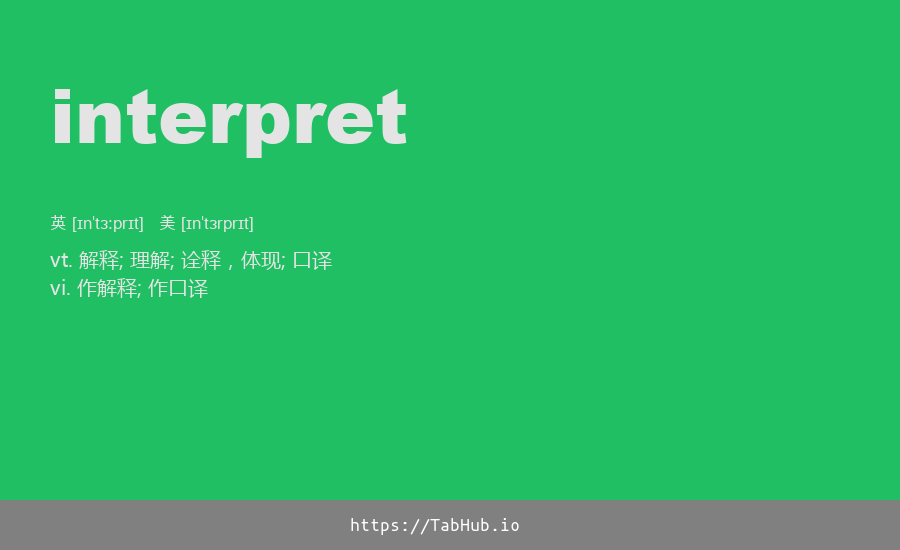 interpret
英 [ɪn'tɜːprɪt] 美 [ɪn'tɜrprɪt]
vt. 解释; 理解; 诠释，体现; 口译
vi. 作解释; 作口译
https://TabHub.io